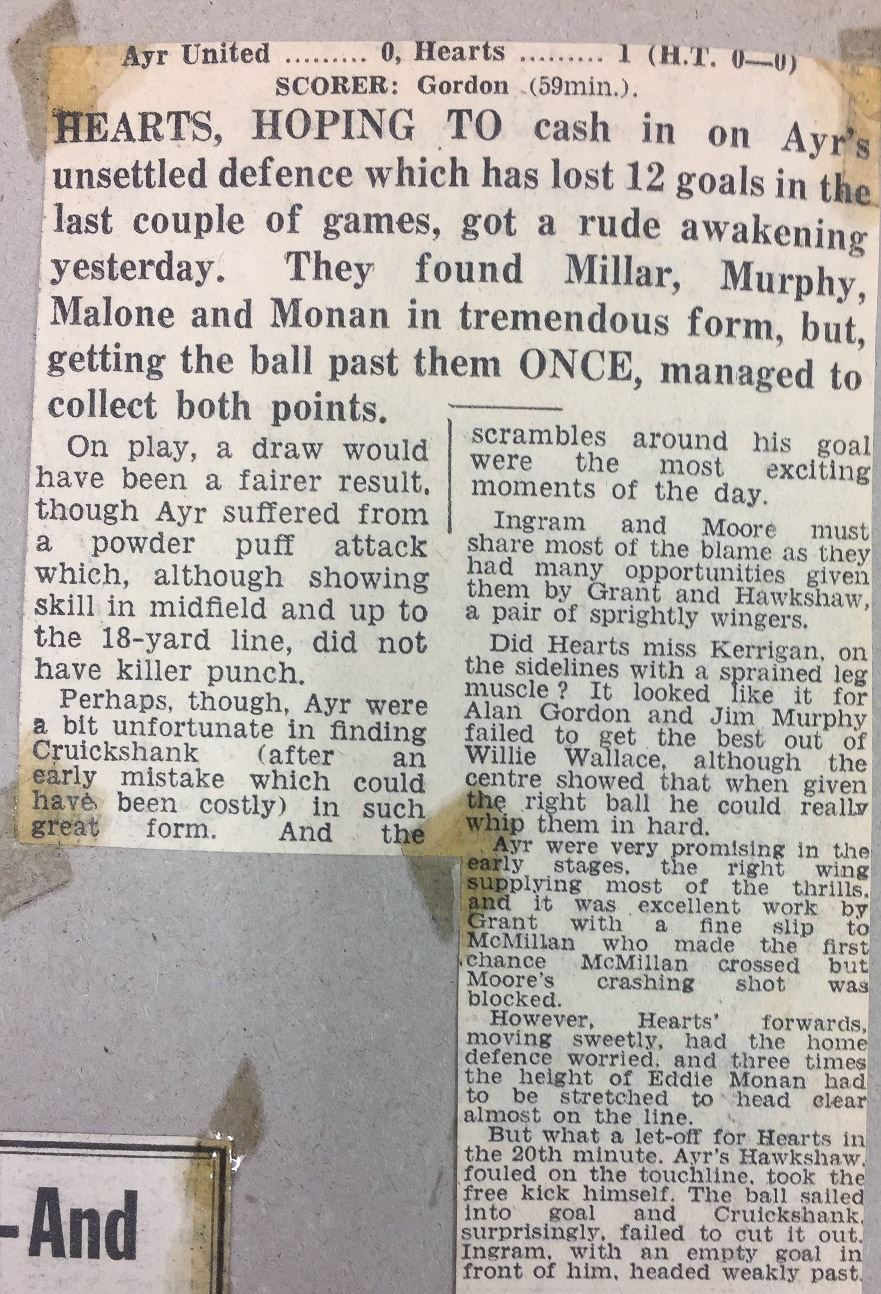 Ayr United ......... 0, Hearts ......... 1 (H.T. 0—0)
SCORER: Gordon (59min.).
HEARTS, HOPING TO cash in on Ayr's
unsettled defence which has lost 12 goals in the
last couple of games, got a rude awakening
yesterday. They found Millar, Murphy,
Malone and Monan in tremendous form, but,
getting the ball past them ONCE, managed to
collect both points.
On play, a draw would
have been a fairer result,
though Ayr suffered from
a powder puff attack
which, although showing
skill in midfield and up to
the 18-yard line, did not
have killer punch.
Perhaps, though, Ayr were
a bit unfortunate in finding
Cruickshank (after an
early mistake which could
have been costly) in such
great form. And the
scrambles around his goal
were the most exciting
moments of the day.
Ingram and Moore must
share most of the blame as they
had many opportunities given
them by Grant and Hawkshaw,
a pair of sprightly wingers.
Did Hearts miss Kerrigan, on
the sidelines with a sprained leg
muscle? It looked like it for
Alan Gordon and Jim Murphy
failed to get the best out of
Willie Wallace, although the
centre showed that when given
the right ball he could really
whip them in hard.
Ayr were very promising in the
early stages, the right wing
supplying most of the thrills,
and it was excellent work by
Grant with a fine slip to
McMillan who made the first
chance McMillan crossed but
Moore's crashing shot was
blocked.
However, Hearts' forwards,
moving sweetly, had the home
defence worried, and three times
the height of Eddie Monan had
to be stretched to head clear
almost on the line.
But what a let-off for Hearts in
the 20th minute. Ayr's Hawkshaw,
fouled on the touchline, took the
free kick himself. The ball sailed
into goal and Cruickshank,
surprisingly, failed to cut it out.
Ingram, with an empty goal in
front of him, headed weakly past.
-And